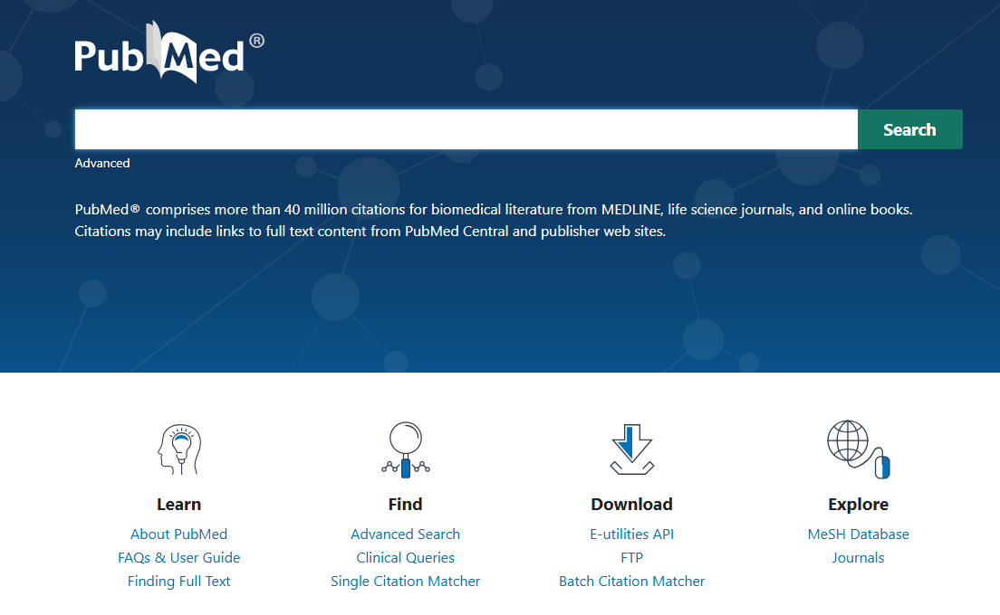 PubMed®
Search
Advanced
PubMed® comprises more than 40 million citations for biomedical literature from MEDLINE, life science journals, and online books.
Citations may include links to full text content from PubMed Central and publisher web sites.
Learn
About PubMed
FAQs & User Guide
Finding Full Text
Find
Advanced Search
Clinical Queries
Single Citation Matcher
Download
E-utilities API
FTP
Batch Citation Matcher
Explore
MeSH Database
Journals